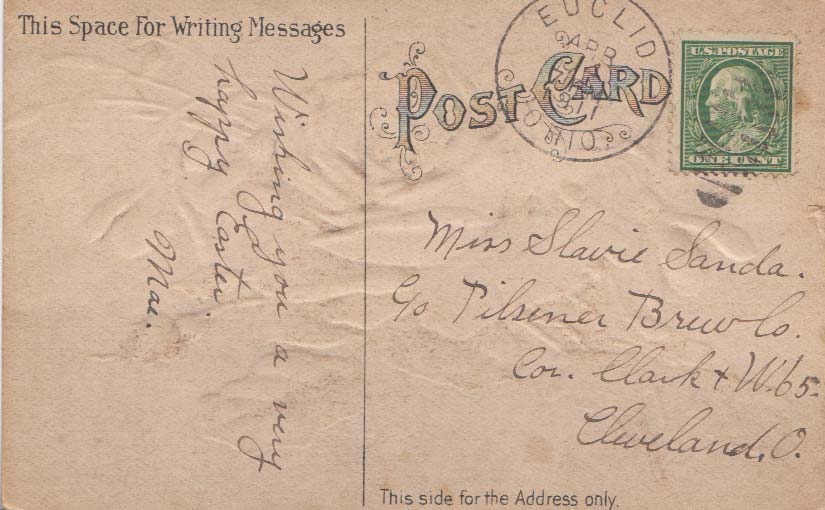 This Space For Writing Messages
POST CARD
EUCLID
APR
OHIO
U.S. POSTAGE
ONE CENT
Wishing you a very
happy Easter.
Mae.
Miss Slavie Sanda.
C/o Pilsener Brew Co.
Cor. Clark & W. 65.
Cleveland, O.
This side for the Address only.